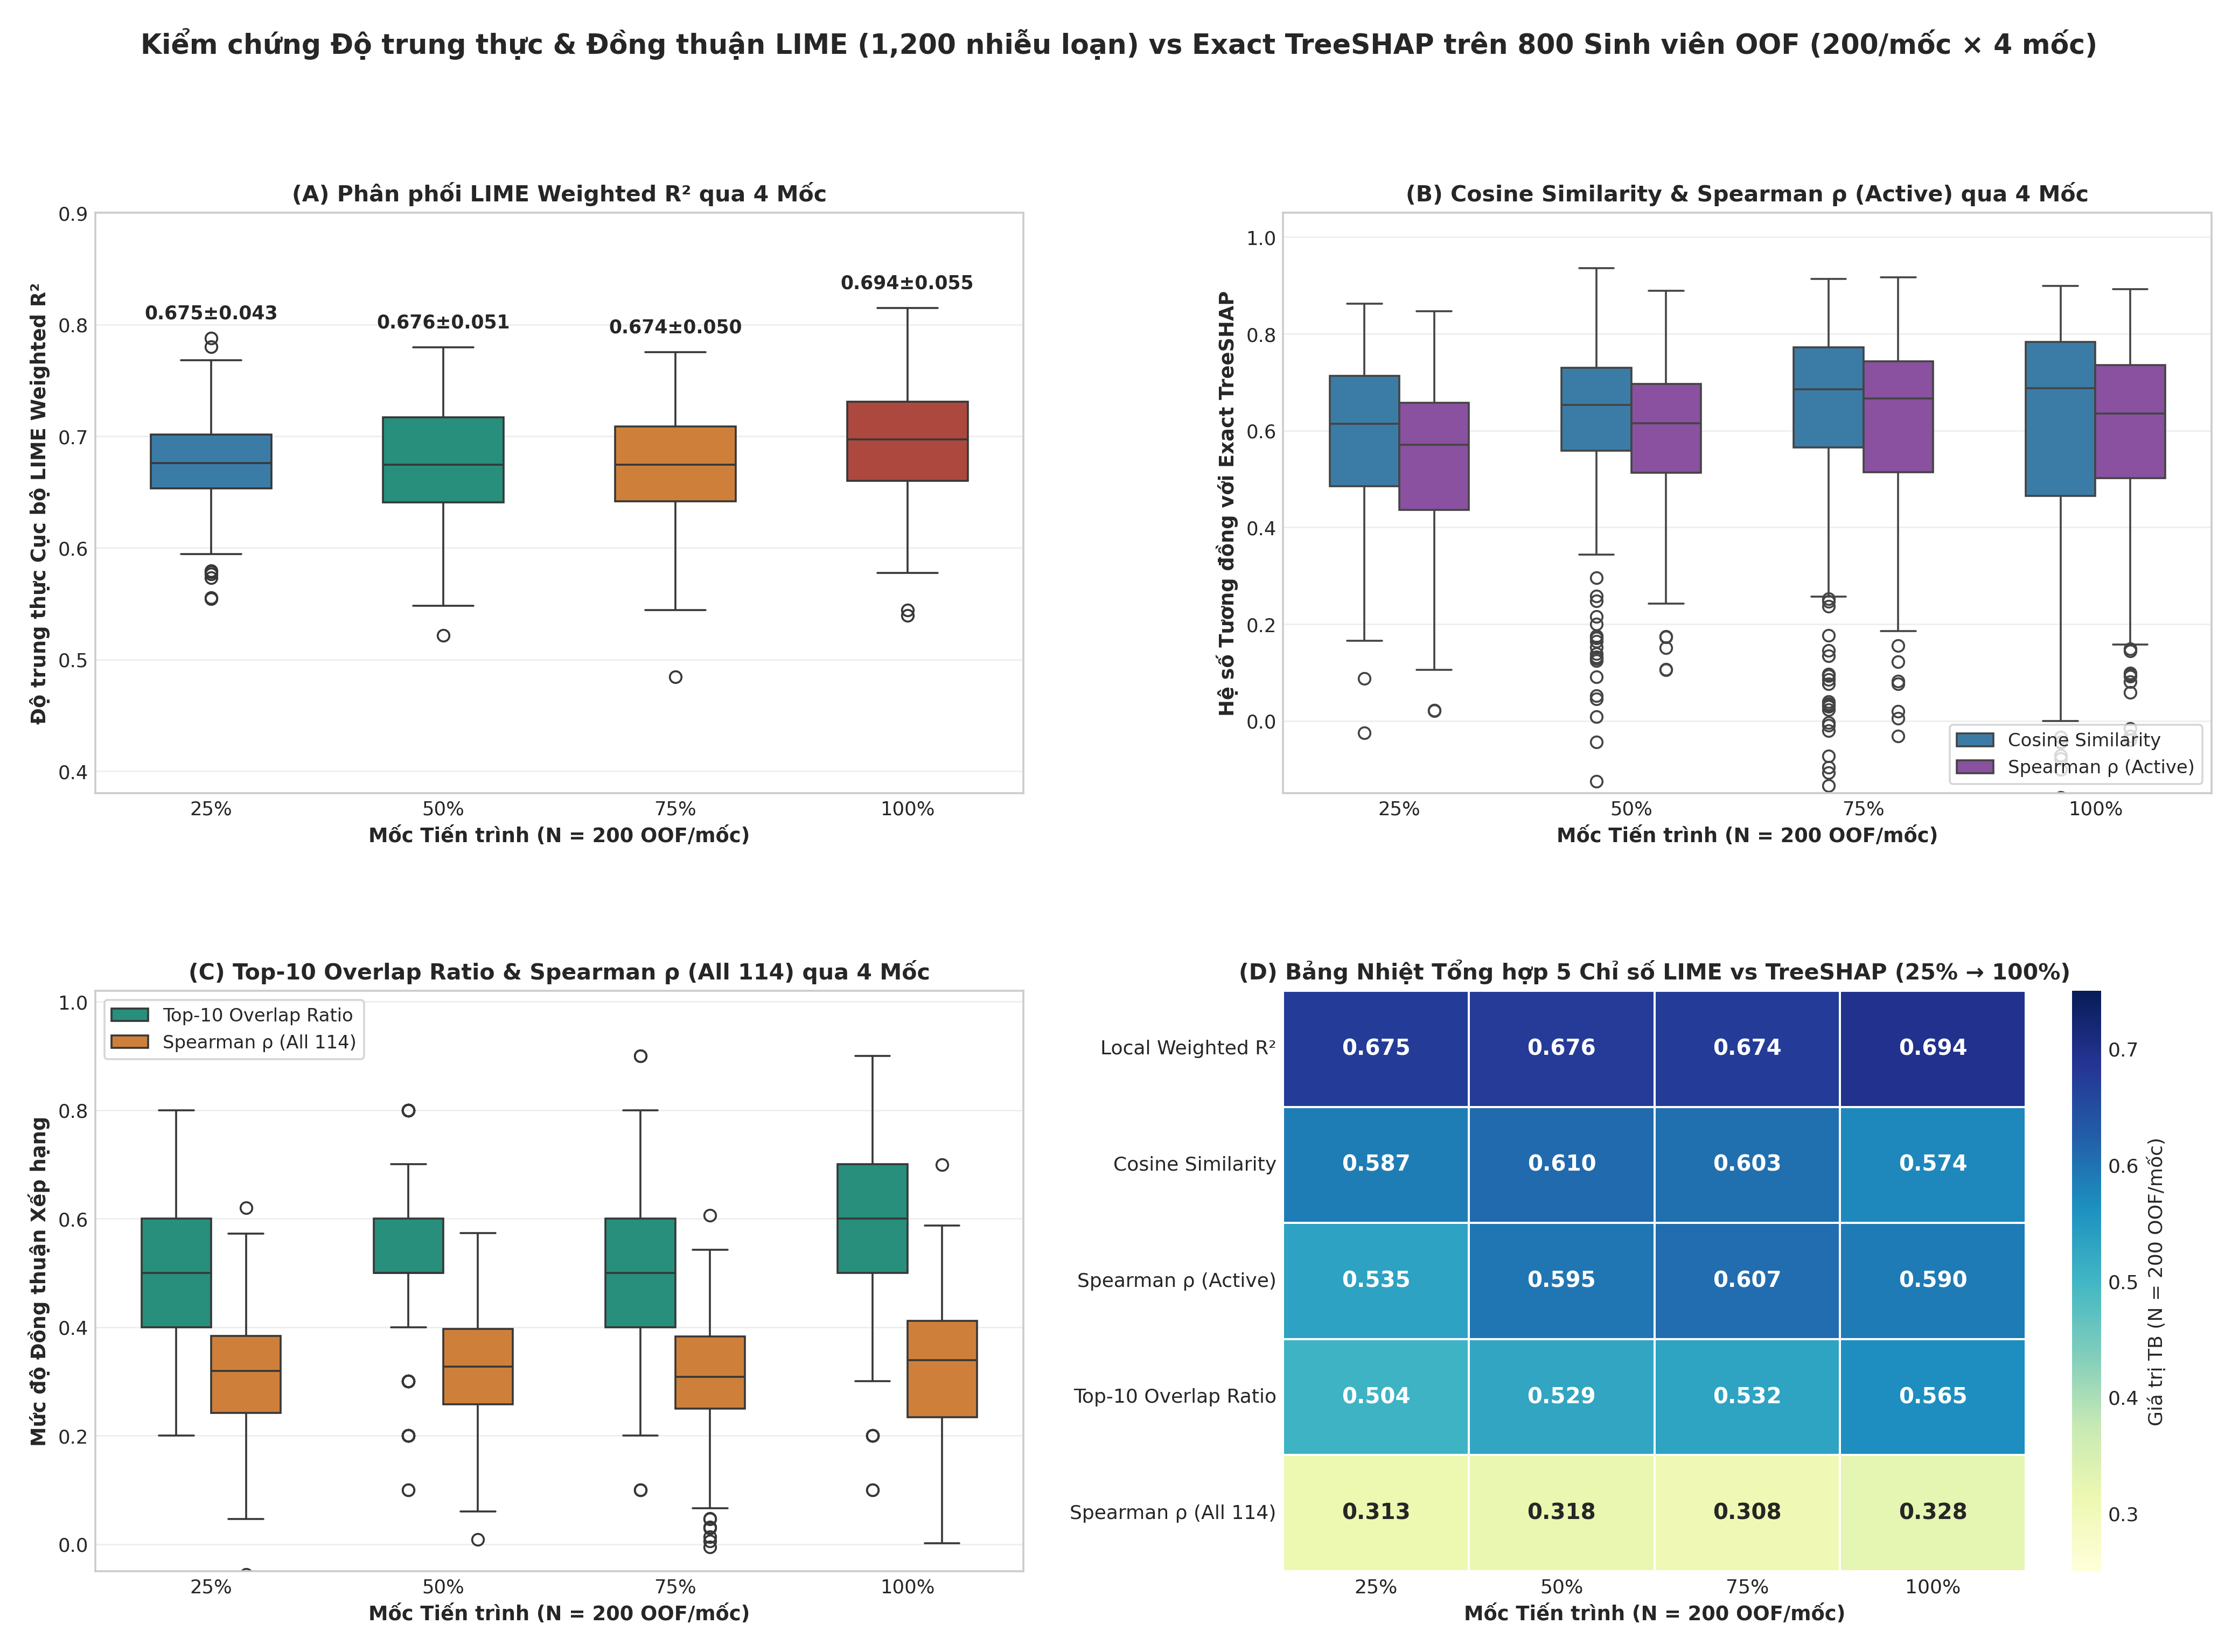 Kiểm chứng Độ trung thực & Đồng thuận LIME (1,200 nhiễu loạn) vs Exact TreeSHAP trên 800 Sinh viên OOF (200/mốc × 4 mốc)
(A) Phân phối LIME Weighted R² qua 4 Mốc
Độ trung thực Cục bộ LIME Weighted R²
0.9
0.8
0.7
0.6
0.5
0.4
0.675±0.043
0.676±0.051
0.674±0.050
0.694±0.055
25%
50%
75%
100%
Mốc Tiến trình (N = 200 OOF/mốc)
(B) Cosine Similarity & Spearman ρ (Active) qua 4 Mốc
Hệ số Tương đồng với Exact TreeSHAP
1.0
0.8
0.6
0.4
0.2
0.0
Cosine Similarity
Spearman ρ (Active)
25%
50%
75%
100%
Mốc Tiến trình (N = 200 OOF/mốc)
(C) Top-10 Overlap Ratio & Spearman ρ (All 114) qua 4 Mốc
Mức độ Đồng thuận Xếp hạng
1.0
0.8
0.6
0.4
0.2
0.0
Top-10 Overlap Ratio
Spearman ρ (All 114)
25%
50%
75%
100%
Mốc Tiến trình (N = 200 OOF/mốc)
(D) Bảng Nhiệt Tổng hợp 5 Chỉ số LIME vs TreeSHAP (25% → 100%)
Local Weighted R² 0.675 0.676 0.674 0.694
Cosine Similarity 0.587 0.610 0.603 0.574
Spearman ρ (Active) 0.535 0.595 0.607 0.590
Top-10 Overlap Ratio 0.504 0.529 0.532 0.565
Spearman ρ (All 114) 0.313 0.318 0.308 0.328
25%
50%
75%
100%
Mốc Tiến trình (N = 200 OOF/mốc)
0.7
0.6
0.5
0.4
0.3
Giá trị TB (N = 200 OOF/mốc)